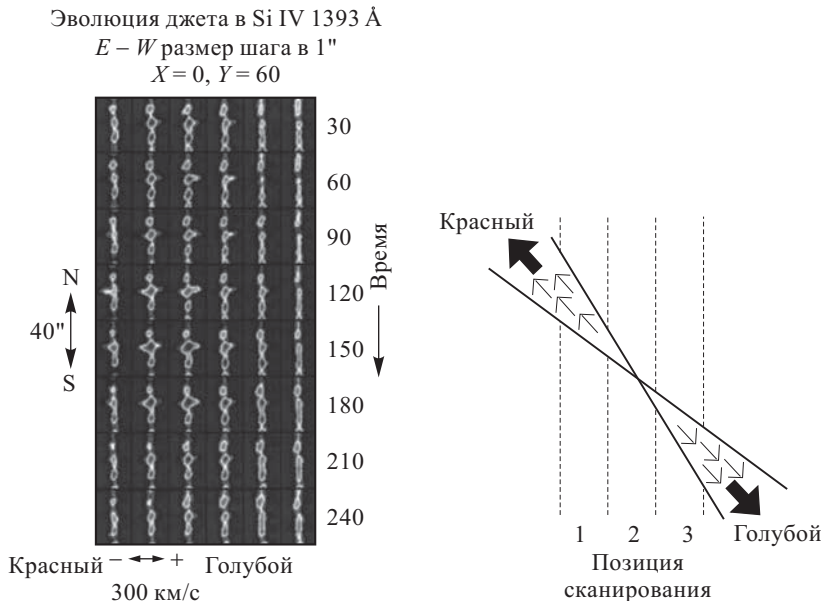 Эволюция джета в Si IV 1393 Å
E – W размер шага в 1"
X = 0, Y = 60
30
60
90
120
150
180
210
240
N
40"
S
Время
Красный − + Голубой
300 км/с
Красный
1 2 3 Голубой
Позиция
сканирования